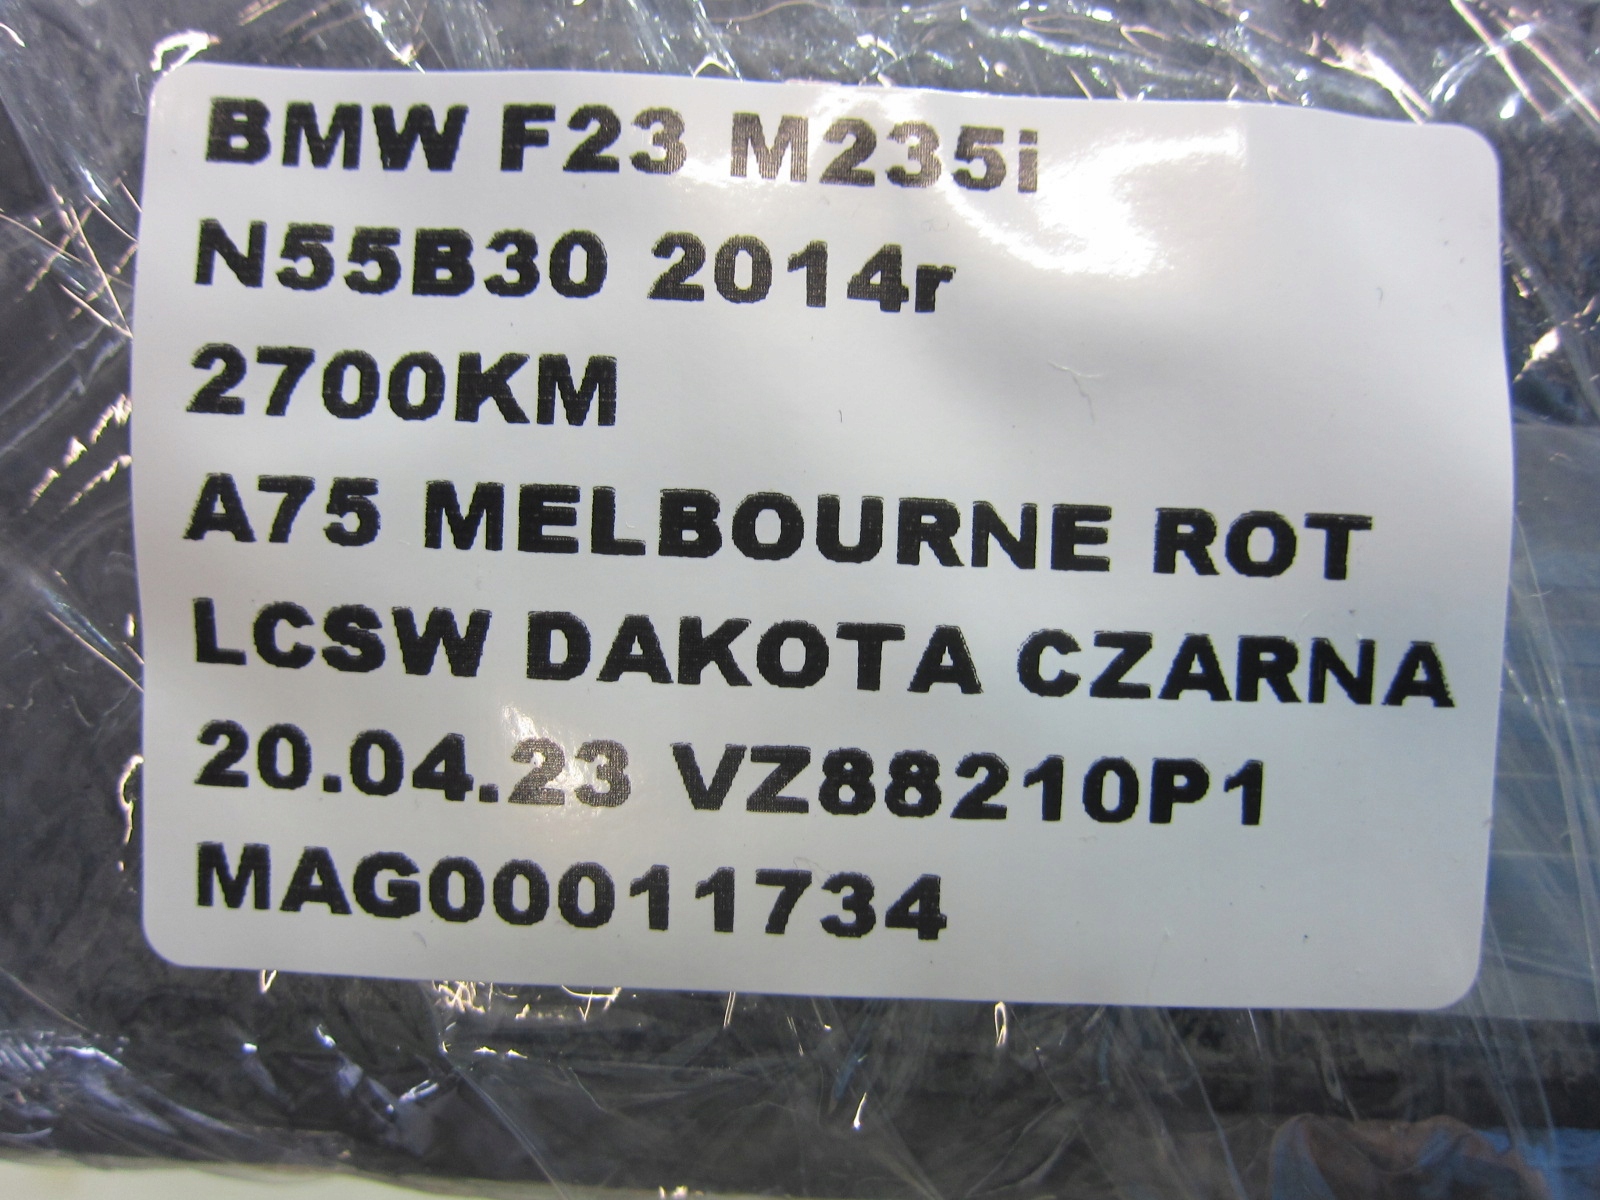 BMW F23 M235i
N55B30 2014r
2700KM
A75 MELBOURNE ROT
LCSW DAKOTA CZARNA
20.04.23 VZ88210P1
MAG00011734